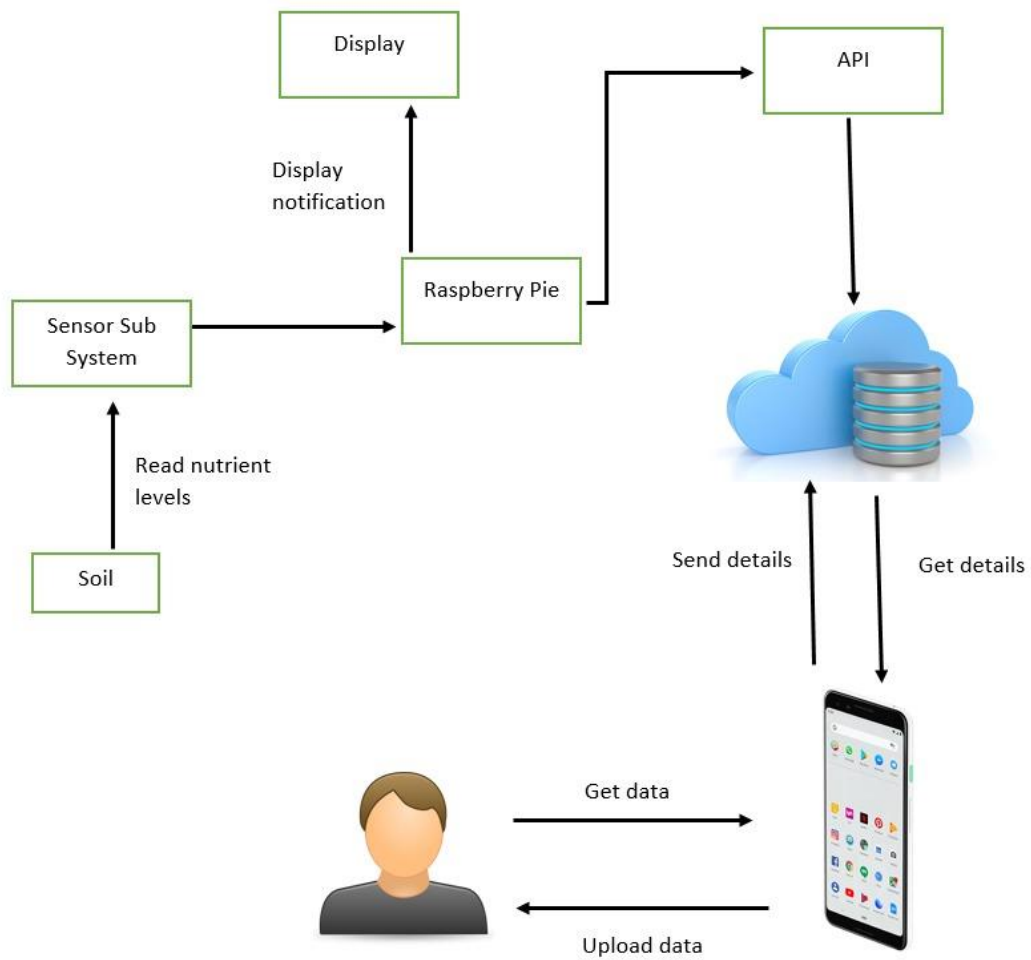 Display
API
Display
notification
Raspberry Pie
Sensor Sub
System
Read nutrient
levels
Soil
Send details
Get details
Get data
Upload data